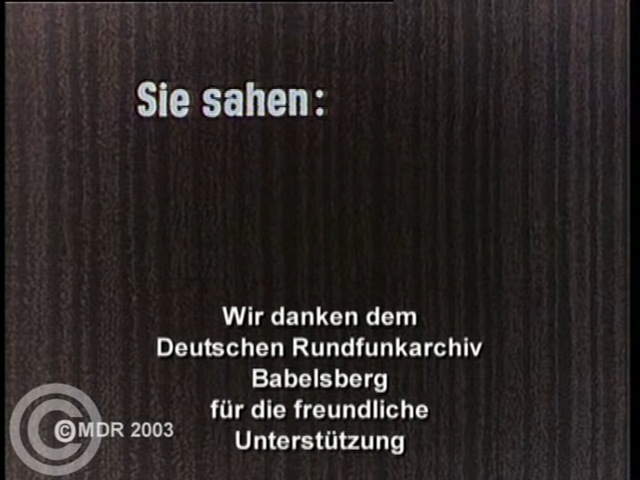 Sie sahen:
Wir danken dem
Deutschen Rundfunkarchiv
Babelsberg
für die freundliche
Unterstützung
©MDR 2003